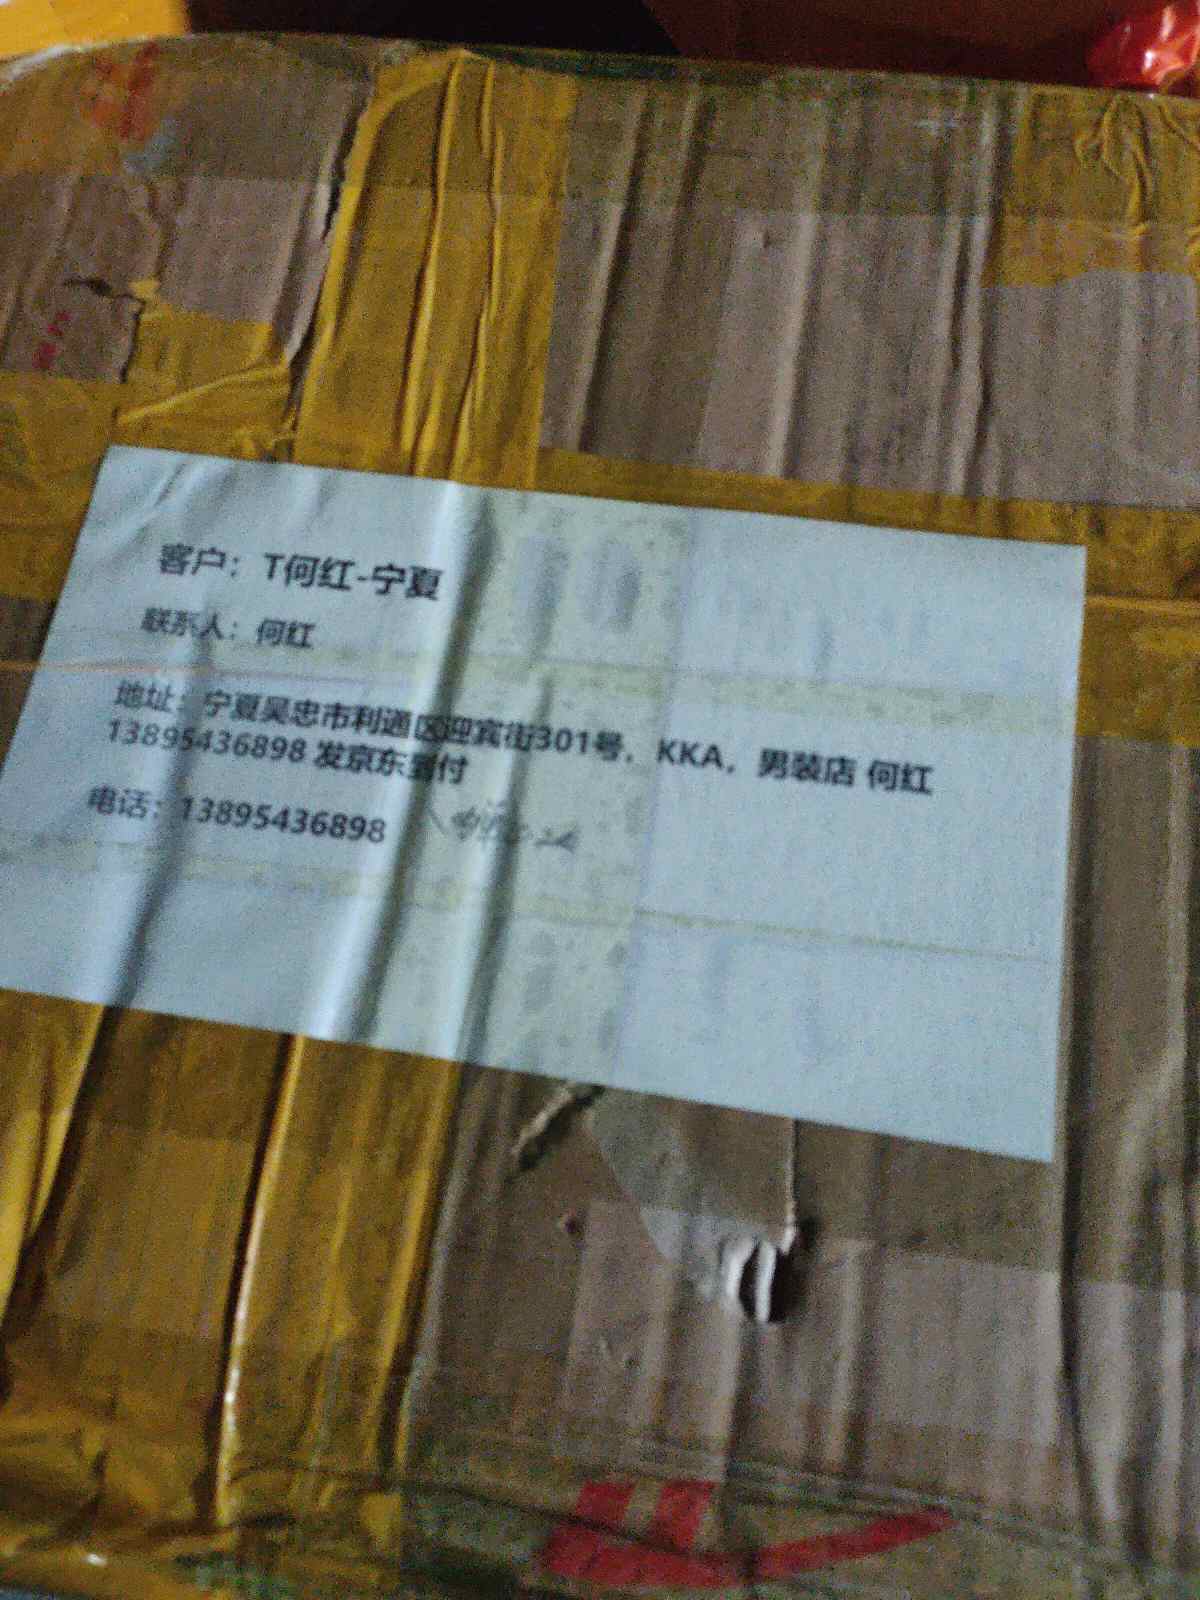 客户：T何红-宁夏
联系人：何红
地址：宁夏吴忠市利通区迎宾街301号，KKA，男装店 何红
13895436898 发京东到付
电话：13895436898